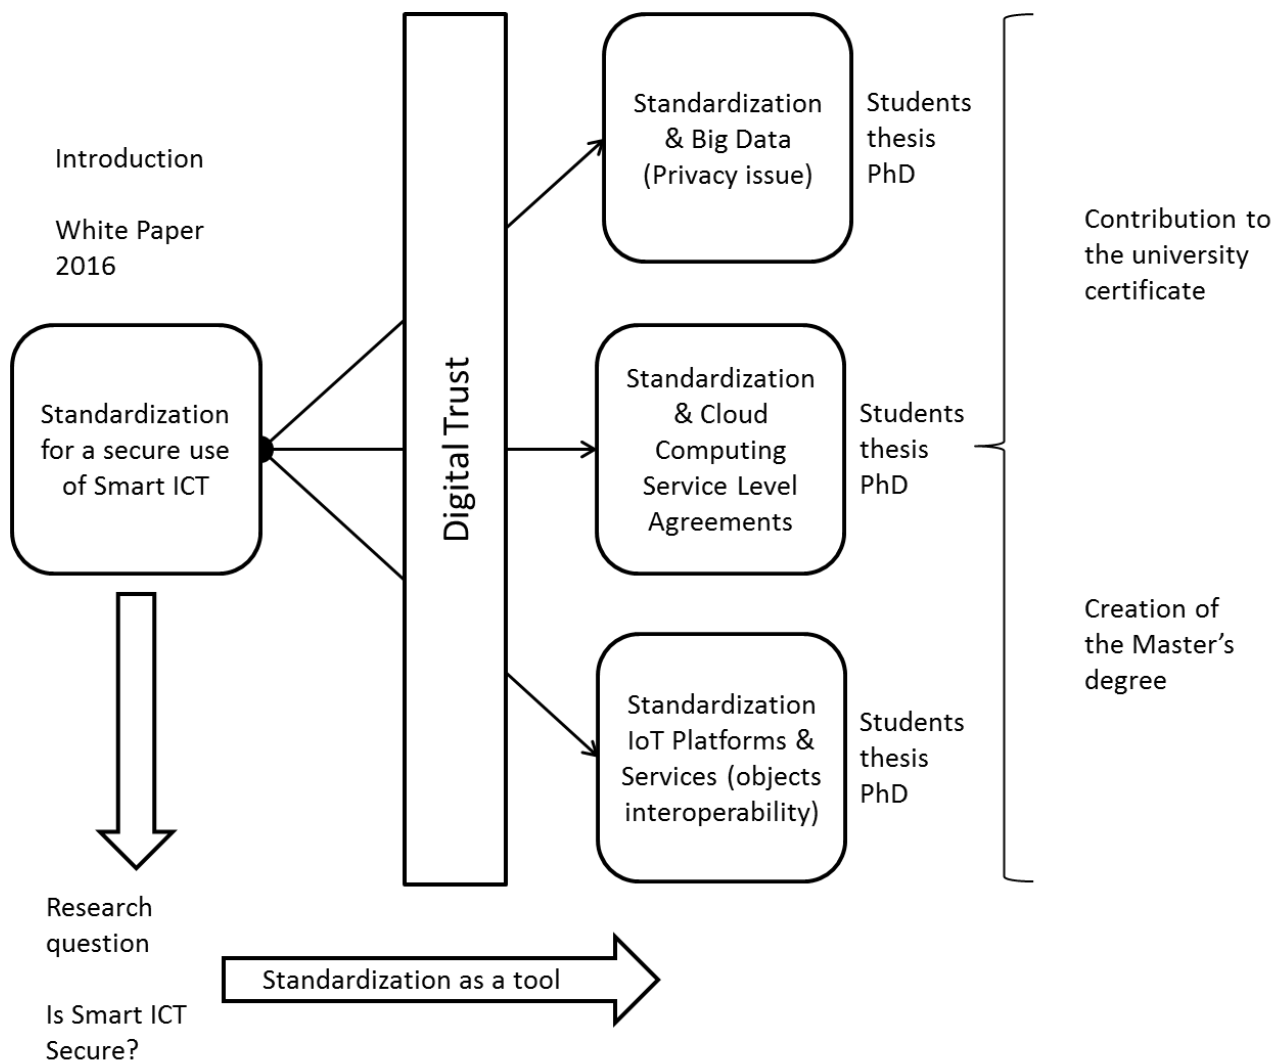 Introduction
White Paper
2016
Standardization
for a secure use
of Smart ICT
Research
question
Is Smart ICT
Secure?
Standardization as a tool
Digital Trust
Standardization
& Big Data
(Privacy issue)
Students
thesis
PhD
Standardization
& Cloud
Computing
Service Level
Agreements
Students
thesis
PhD
Standardization
IoT Platforms &
Services (objects
interoperability)
Students
thesis
PhD
Contribution to
the university
certificate
Creation of
the Master’s
degree